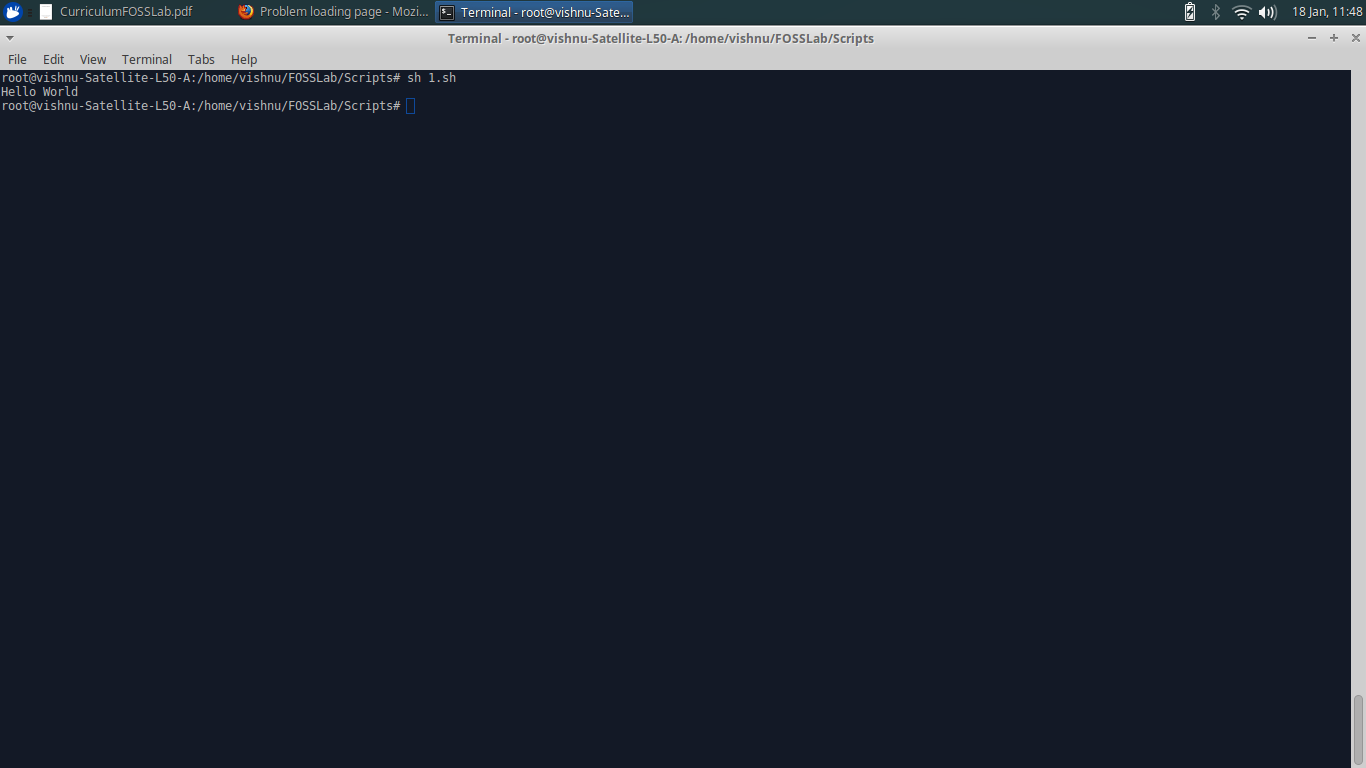 CurriculumFOSSLab.pdf Problem loading page - Mozi... Terminal - root@vishnu-Sate... 18 Jan, 11:48
Terminal - root@vishnu-Satellite-L50-A: /home/vishnu/FOSSLab/Scripts
File Edit View Terminal Tabs Help
root@vishnu-Satellite-L50-A:/home/vishnu/FOSSLab/Scripts# sh 1.sh
Hello World
root@vishnu-Satellite-L50-A:/home/vishnu/FOSSLab/Scripts#